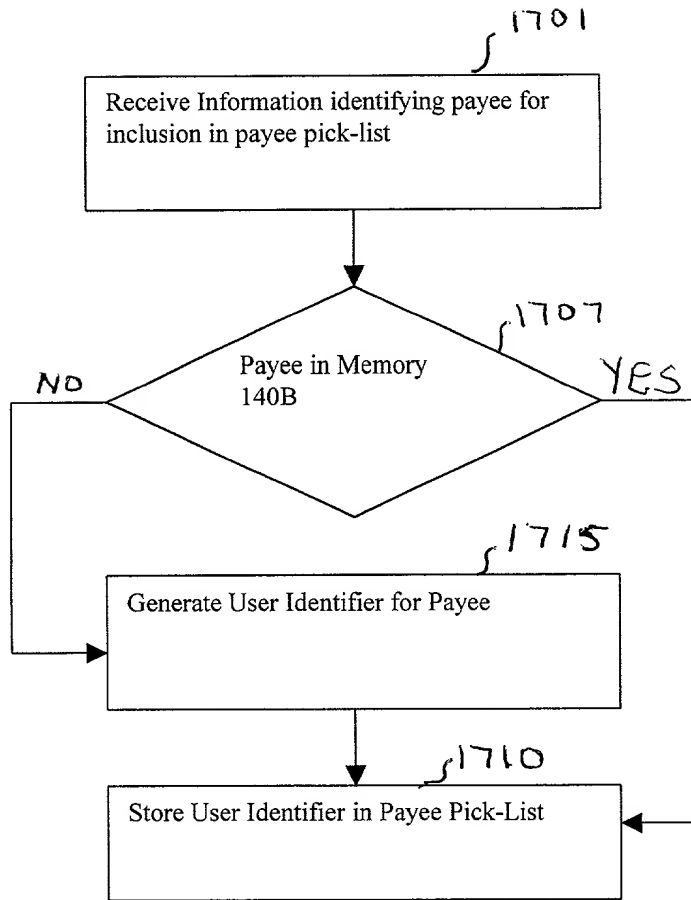 1701
Receive Information identifying payee for
inclusion in payee pick-list
1707
Payee in Memory
140B
NO
YES
1715
Generate User Identifier for Payee
1710
Store User Identifier in Payee Pick-List